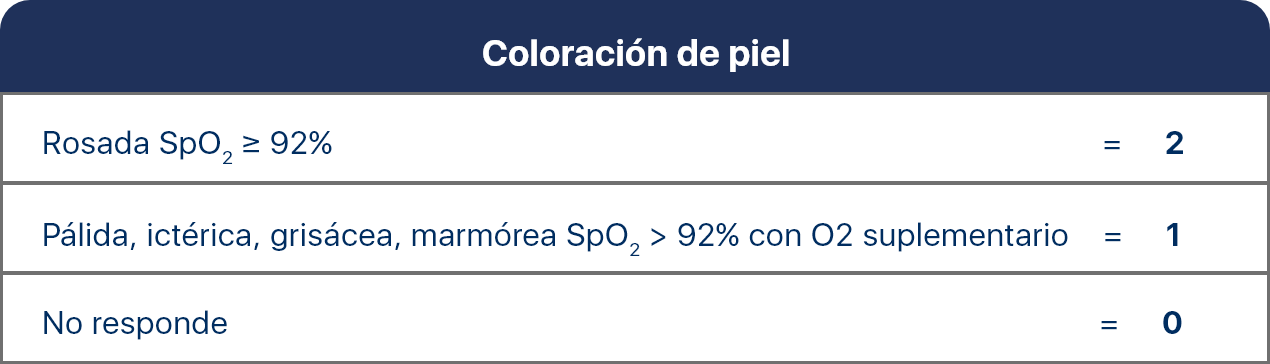 Coloración de piel
Rosada SpO₂ ≥ 92% = 2
Pálida, ictérica, grisácea, marmórea SpO₂ > 92% con O2 suplementario = 1
No responde = 0